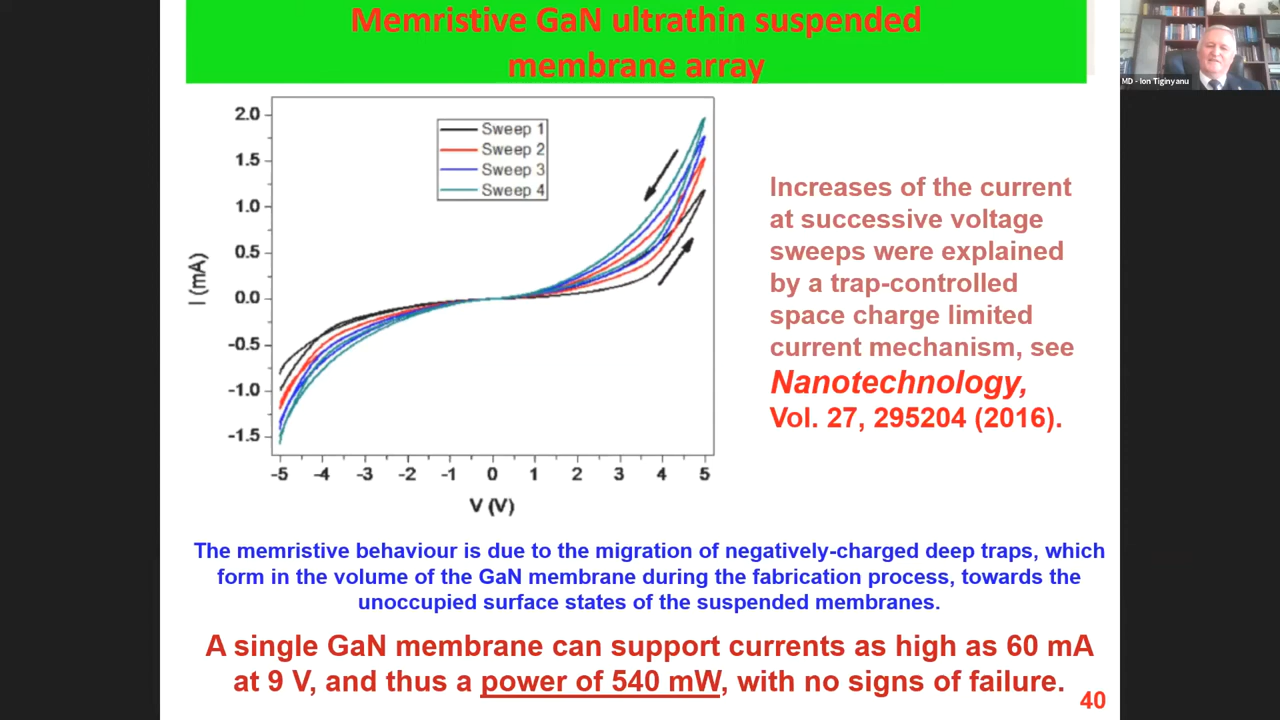 Memristive GaN ultrathin suspended
membrane array
MD - Ion Tiginyanu
2.0
1.5
1.0
0.5
0.0
-0.5
-1.0
-1.5
I (mA)
Sweep 1
Sweep 2
Sweep 3
Sweep 4
-5 -4 -3 -2 -1 0 1 2 3 4 5
V (V)
Increases of the current
at successive voltage
sweeps were explained
by a trap-controlled
space charge limited
current mechanism, see
Nanotechnology,
Vol. 27, 295204 (2016).
The memristive behaviour is due to the migration of negatively-charged deep traps, which
form in the volume of the GaN membrane during the fabrication process, towards the
unoccupied surface states of the suspended membranes.
A single GaN membrane can support currents as high as 60 mA
at 9 V, and thus a power of 540 mW, with no signs of failure.
40